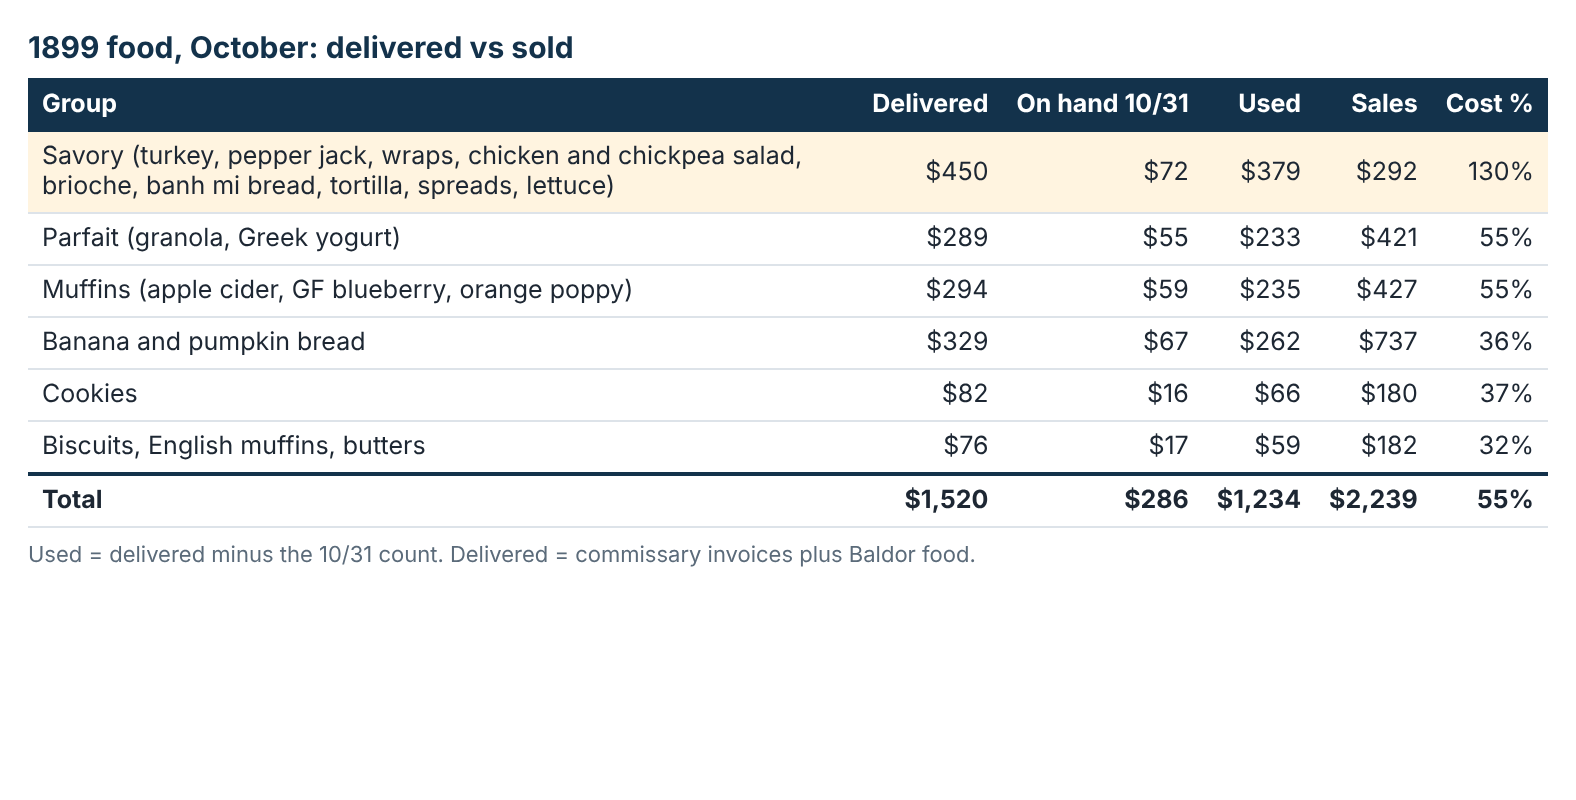 1899 food, October: delivered vs sold
Group Delivered On hand 10/31 Used Sales Cost %
Savory (turkey, pepper jack, wraps, chicken and chickpea salad,
brioche, banh mi bread, tortilla, spreads, lettuce) $450 $72 $379 $292 130%
Parfait (granola, Greek yogurt) $289 $55 $233 $421 55%
Muffins (apple cider, GF blueberry, orange poppy) $294 $59 $235 $427 55%
Banana and pumpkin bread $329 $67 $262 $737 36%
Cookies $82 $16 $66 $180 37%
Biscuits, English muffins, butters $76 $17 $59 $182 32%
Total $1,520 $286 $1,234 $2,239 55%
Used = delivered minus the 10/31 count. Delivered = commissary invoices plus Baldor food.